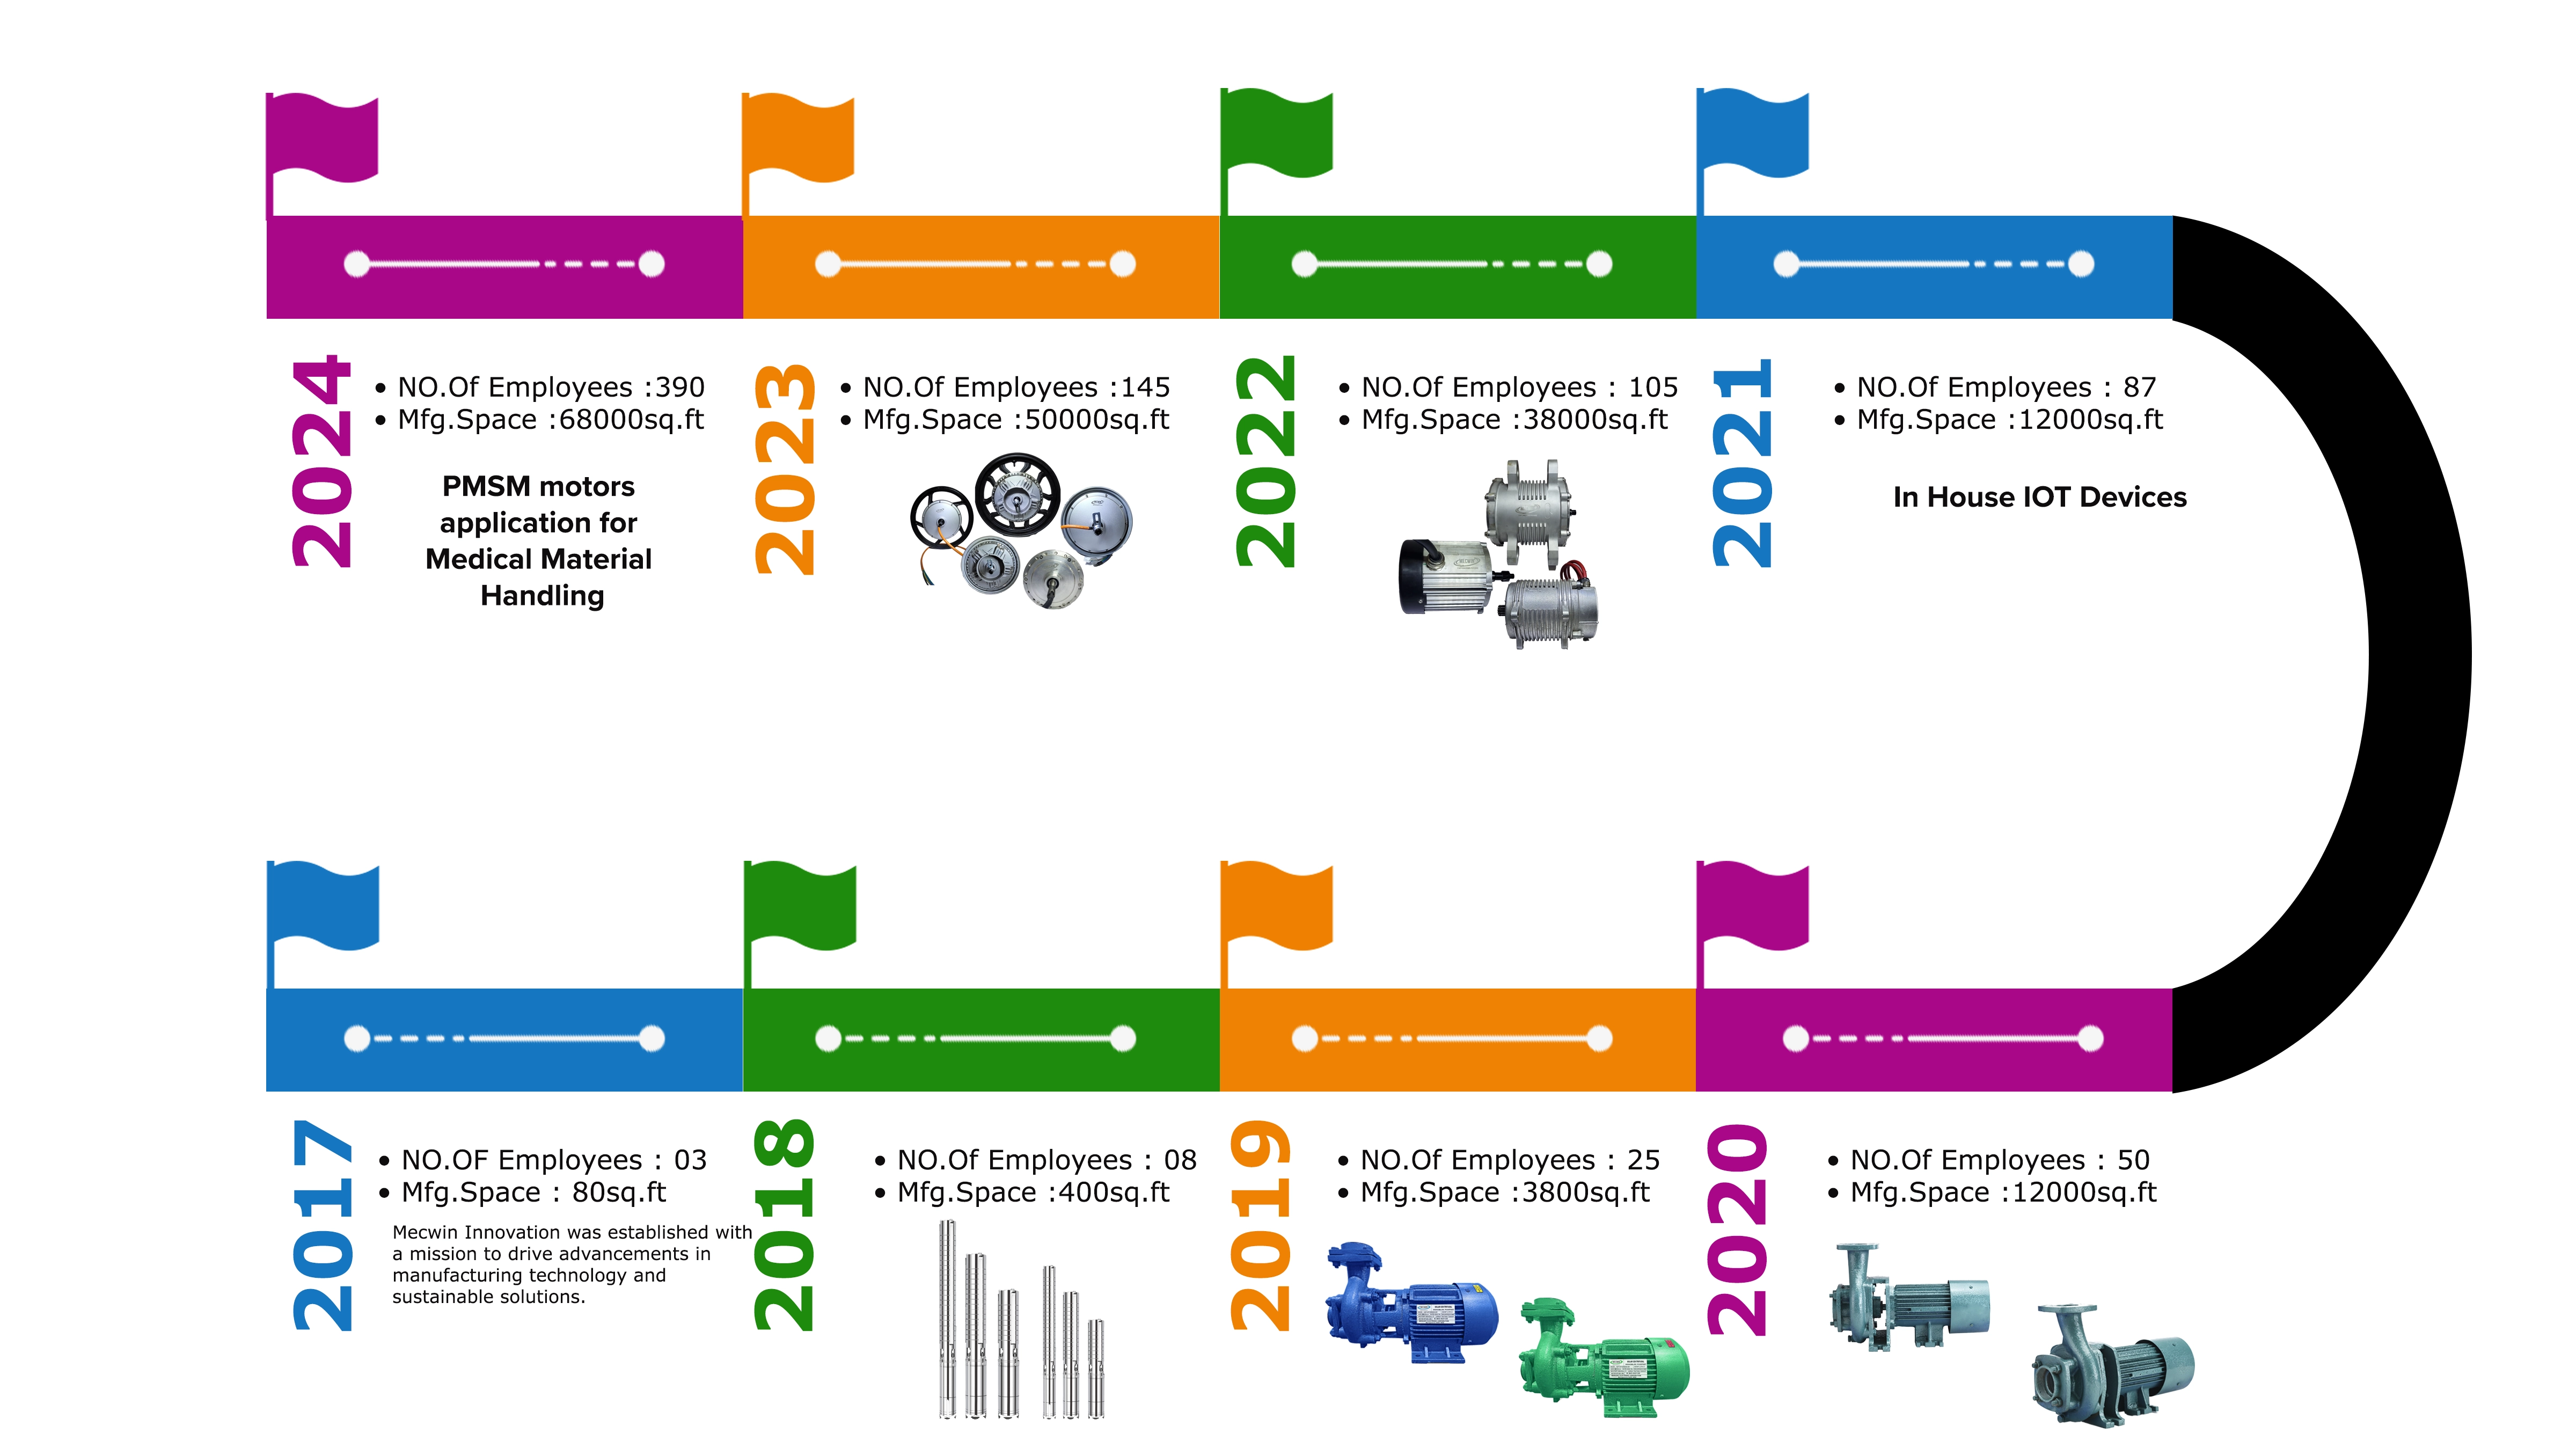 2024
• NO.Of Employees :390
• Mfg.Space :68000sq.ft
PMSM motors
application for
Medical Material
Handling
2023
• NO.Of Employees :145
• Mfg.Space :50000sq.ft
2022
• NO.Of Employees : 105
• Mfg.Space :38000sq.ft
2021
• NO.Of Employees : 87
• Mfg.Space :12000sq.ft
In House IOT Devices
2017
• NO.OF Employees : 03
• Mfg.Space : 80sq.ft
Mecwin Innovation was established with
a mission to drive advancements in
manufacturing technology and
sustainable solutions.
2018
• NO.Of Employees : 08
• Mfg.Space :400sq.ft
2019
• NO.Of Employees : 25
• Mfg.Space :3800sq.ft
2020
• NO.Of Employees : 50
• Mfg.Space :12000sq.ft